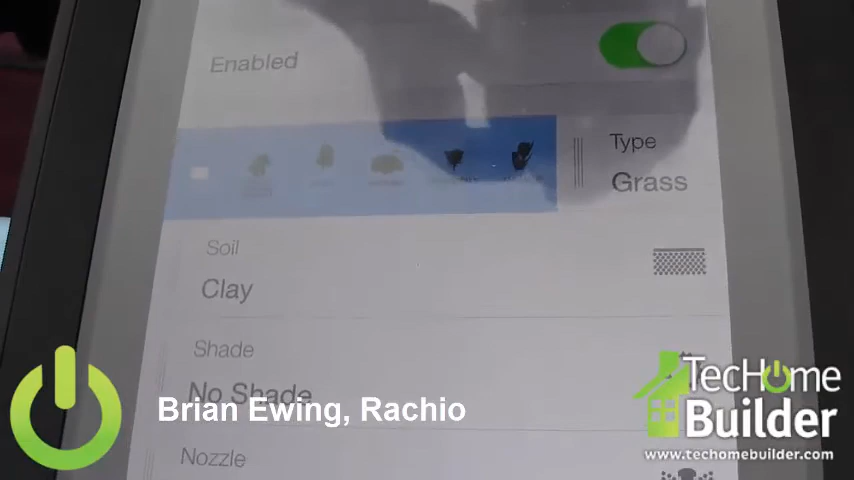 Enabled
Type
Grass
Soil
Clay
Shade
No Shade
Brian Ewing, Rachio
Nozzle
TecHome
Builder
www.techomebuilder.com